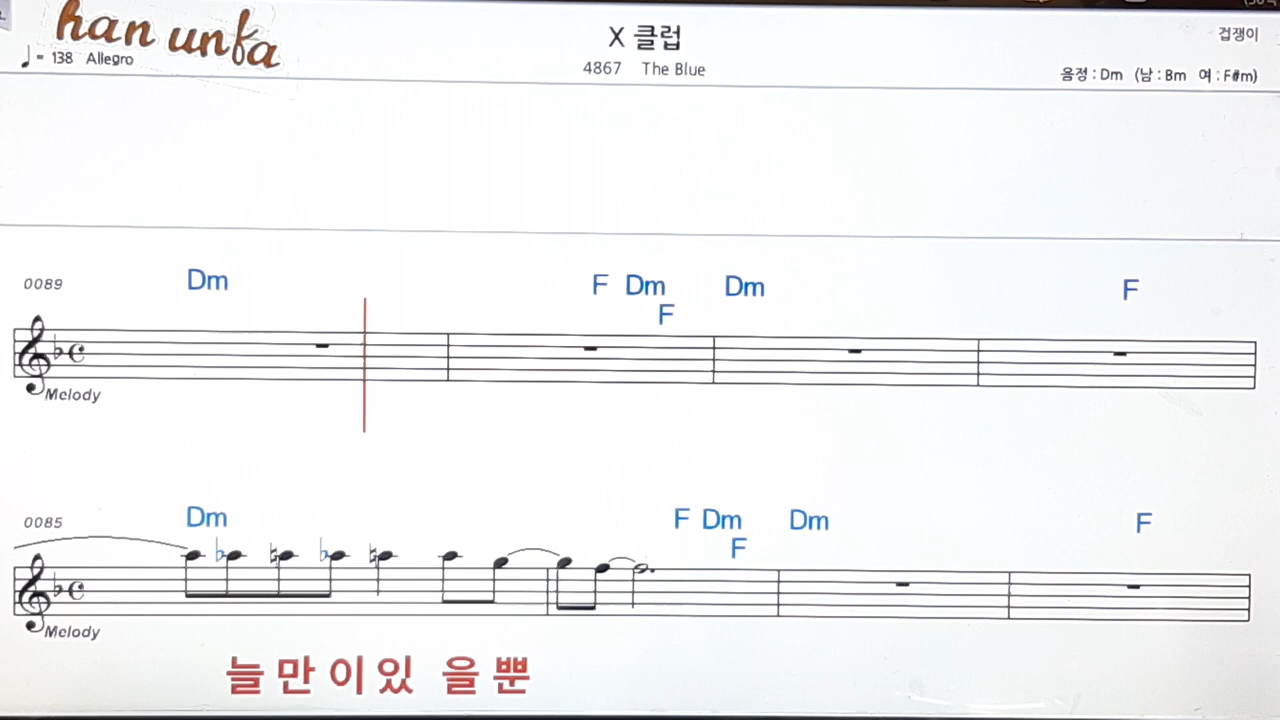 han unfa
X 클럽
겁쟁이
♩= 138 Allegro
4867 The Blue
음정 : Dm (남 : Bm 여 : F#m)
0089 Dm F Dm Dm F
F
Melody
0085 Dm F Dm Dm F
F
Melody
늘 만 이 있 을 뿐